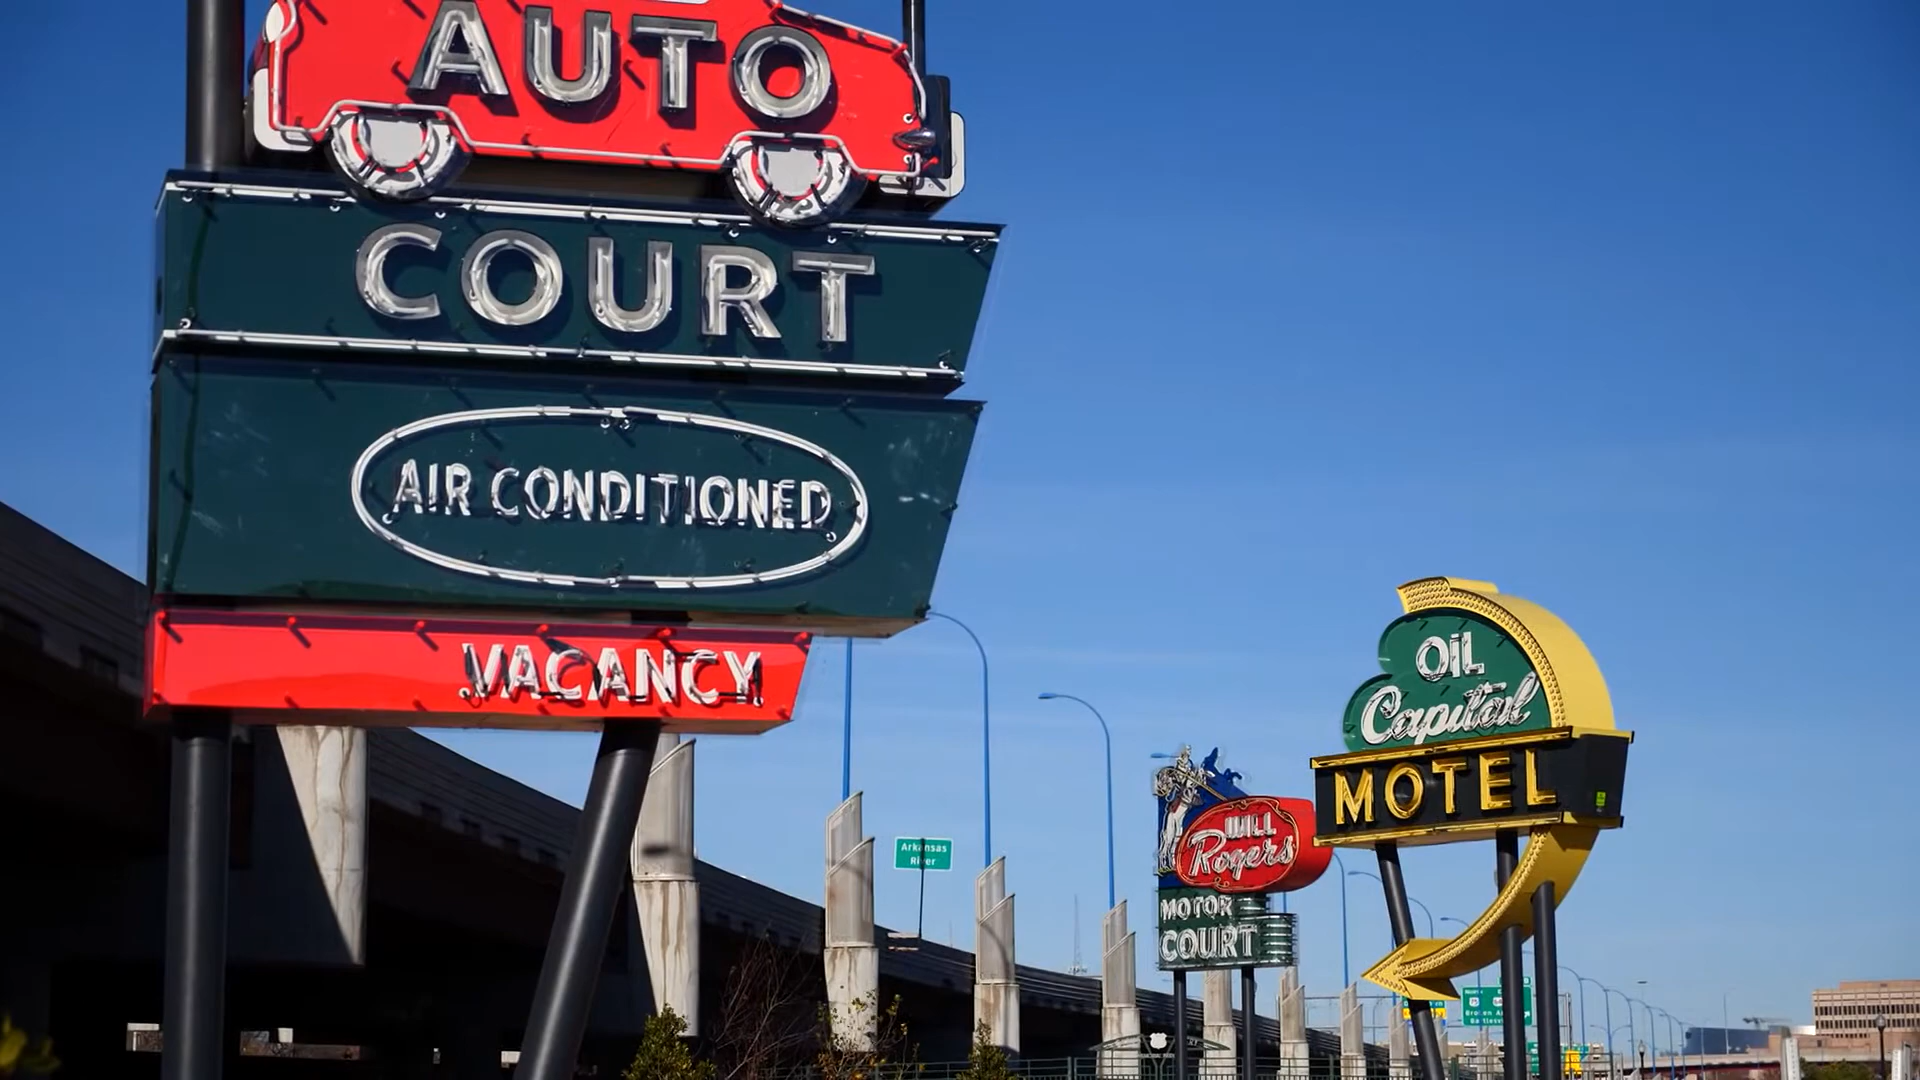 AUTO
COURT
AIR CONDITIONED
VACANCY
OIL
Capital
MOTEL
WILL
Rogers
MOTOR
COURT
Arkansas
River